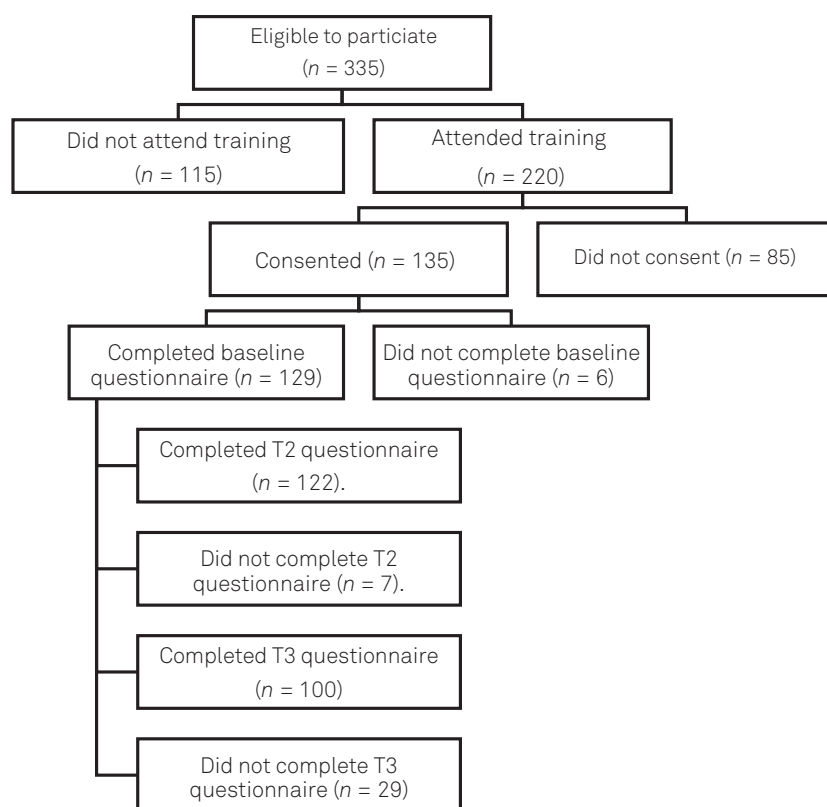 Eligible to particiate
(n = 335)
Did not attend training
(n = 115)
Attended training
(n = 220)
Consented (n = 135)
Did not consent (n = 85)
Completed baseline
questionnaire (n = 129)
Did not complete baseline
questionnaire (n = 6)
Completed T2 questionnaire
(n = 122).
Did not complete T2
questionnaire (n = 7).
Completed T3 questionnaire
(n = 100)
Did not complete T3
questionnaire (n = 29)